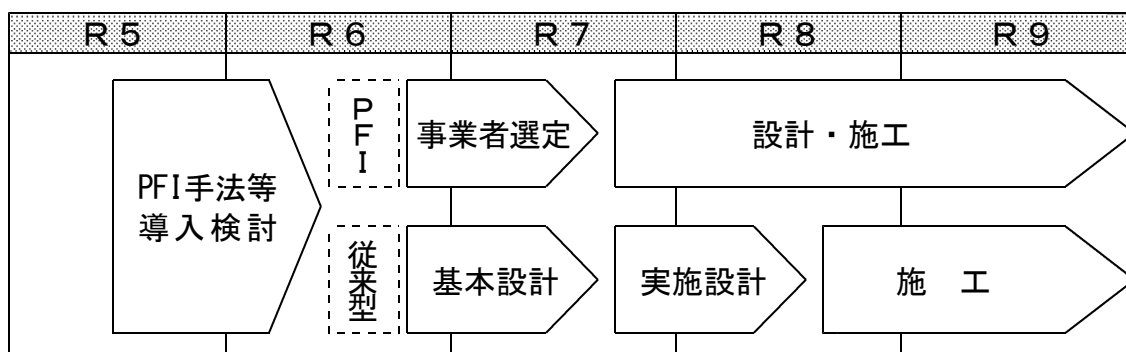 R5 R6 R7 R8 R9
PFI手法等
導入検討
PFI
事業者選定
設計・施工
従来型
基本設計
実施設計
施 工